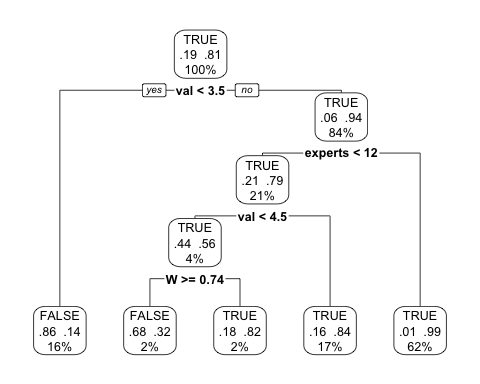 TRUE
.19 .81
100%
yes val < 3.5 no
TRUE
.06 .94
84%
experts < 12
TRUE
.21 .79
21%
val < 4.5
TRUE
.44 .56
4%
W >= 0.74
FALSE
.86 .14
16%
FALSE
.68 .32
2%
TRUE
.18 .82
2%
TRUE
.16 .84
17%
TRUE
.01 .99
62%